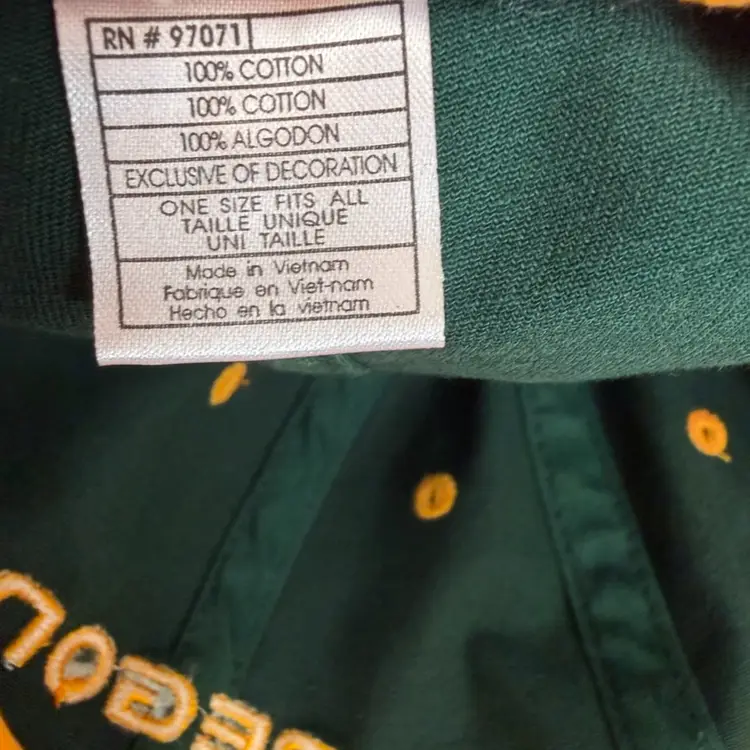 RN # 97071
100% COTTON
100% COTTON
100% ALGODON
EXCLUSIVE OF DECORATION
ONE SIZE FITS ALL
TAILLE UNIQUE
UNI TAILLE
Made in Vietnam
Fabrique en Viet-nam
Hecho en la vietnam